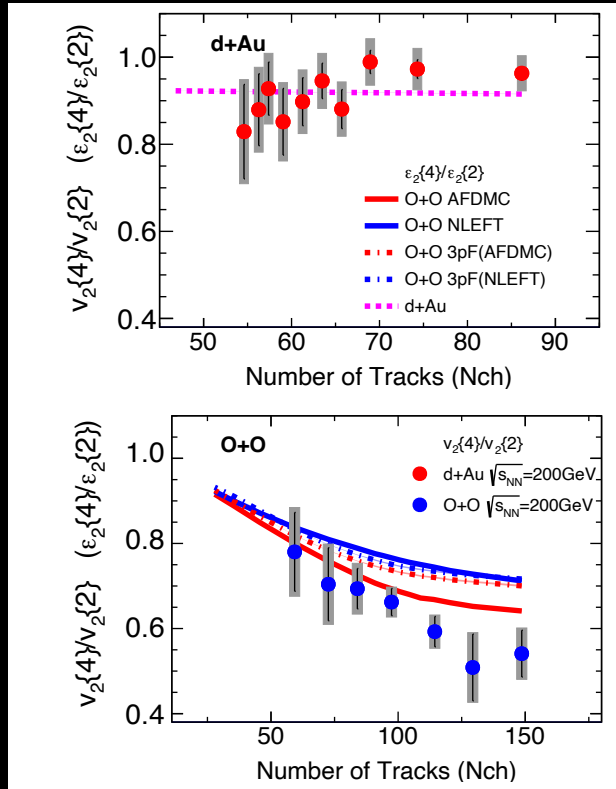 d+Au
v₂{4}/v₂{2} (ε₂{4}/ε₂{2})
1.0
0.8
0.6
0.4
ε₂{4}/ε₂{2}
O+O AFDMC
O+O NLEFT
O+O 3pF(AFDMC)
O+O 3pF(NLEFT)
d+Au
50 60 70 80 90
Number of Tracks (Nch)
O+O
v₂{4}/v₂{2} (ε₂{4}/ε₂{2})
1.0
0.8
0.6
0.4
v₂{4}/v₂{2}
d+Au √s_NN=200GeV
O+O √s_NN=200GeV
50 100 150
Number of Tracks (Nch)